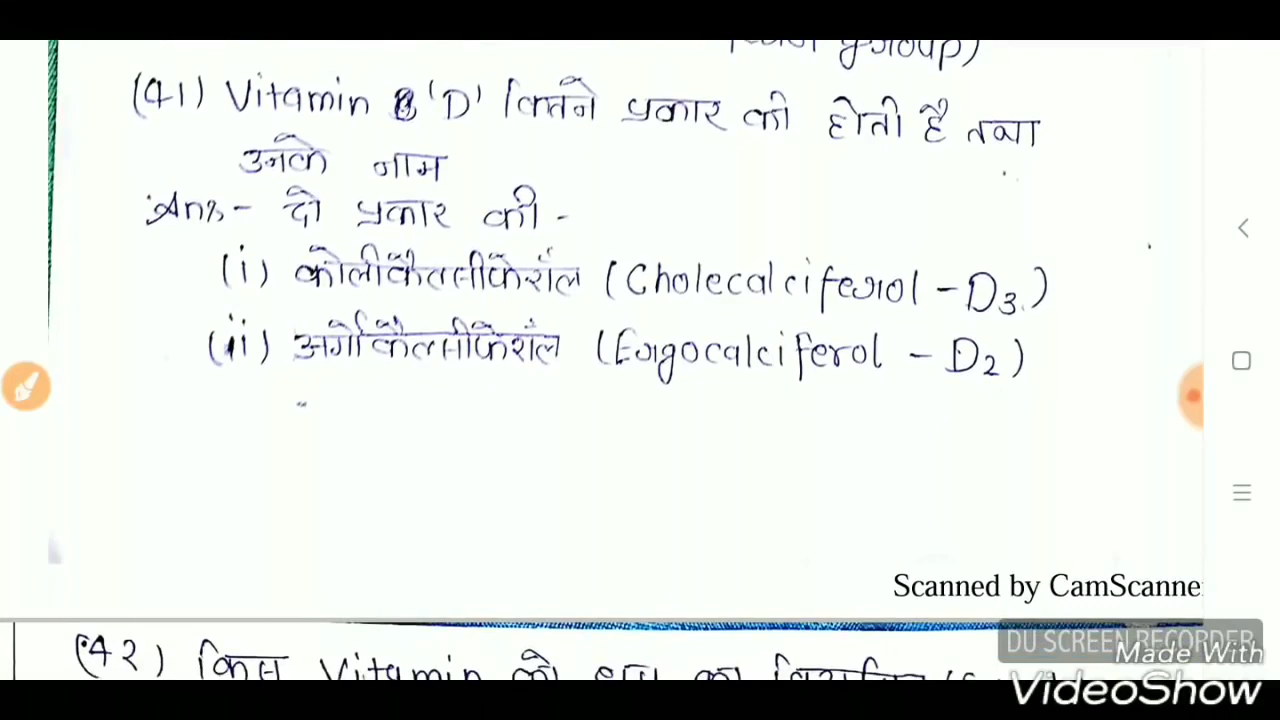 group)
(41) Vitamin 'D' कितने प्रकार की होती है तथा
उनके नाम
Ans - दो प्रकार की -
(i) कोलीकैल्सीफेरॉल (Cholecalciferol - D3)
(ii) अर्गोकैल्सीफेरॉल (Ergocalciferol - D2)
Scanned by CamScanne
(42) किस Vitamin को
DU SCREEN RECORDER
Made With
VideoShow